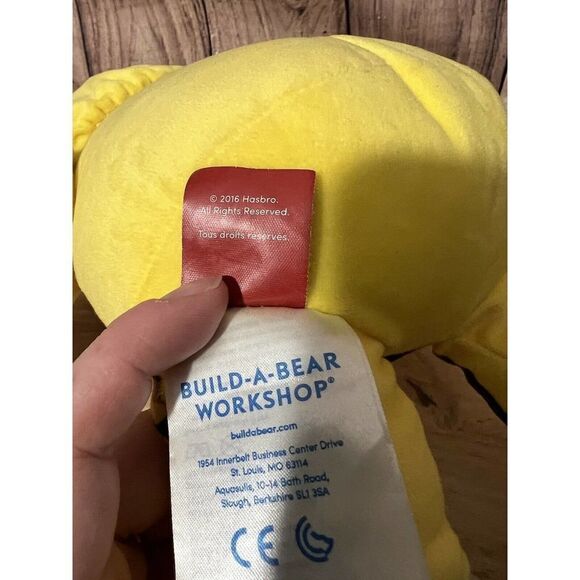 © 2016 Hasbro.
All Rights Reserved.
Tous droits reserves.
BUILD-A-BEAR
WORKSHOP®
buildabear.com
1954 Innerbelt Business Center Drive
St. Louis, MO 63114
Aquasulis, 10-14 Bath Road,
Slough, Berkshire SL1 3SA
CE